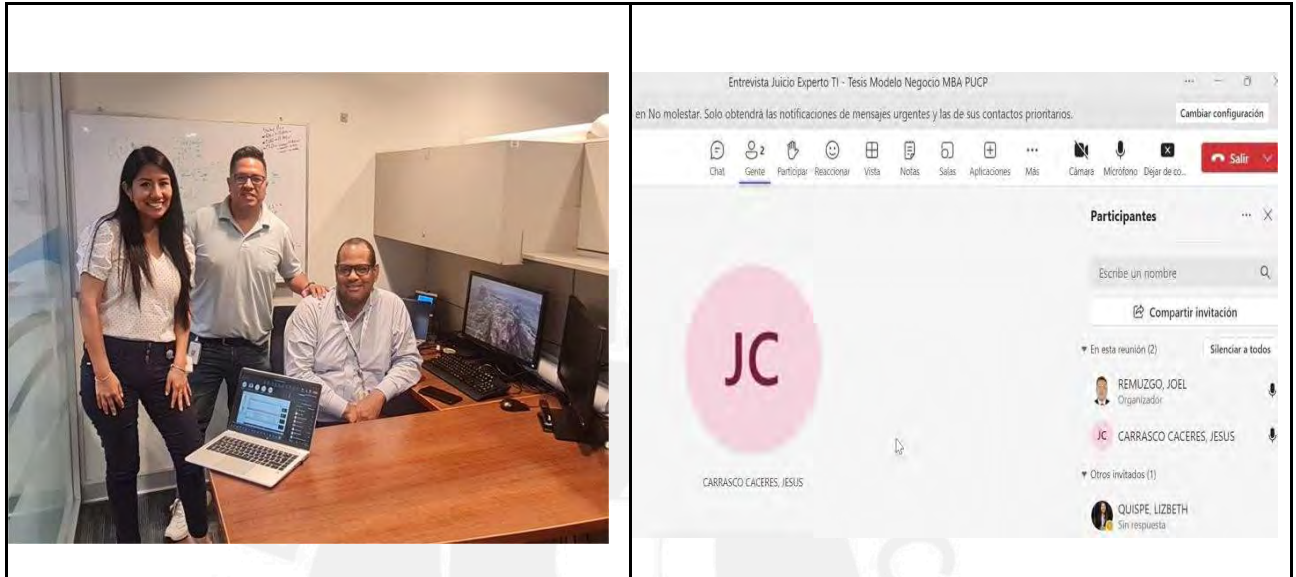 Entrevista Juicio Experto TI - Tesis Modelo Negocio MBA PUCP
en No molestar. Solo obtendrá las notificaciones de mensajes urgentes y las de sus contactos prioritarios.
Cambiar configuración
2
Chat Gente Participar Reaccionar Vista Notas Salas Aplicaciones Más Cámara Micrófono Dejar de co... Salir
Participantes
Escribe un nombre
Compartir invitación
En esta reunión (2) Silenciar a todos
REMUZGO, JOEL
Organizador
JC
JC CARRASCO CACERES, JESUS
CARRASCO CACERES, JESUS
Otros invitados (1)
QUISPE, LIZBETH
Sin respuesta